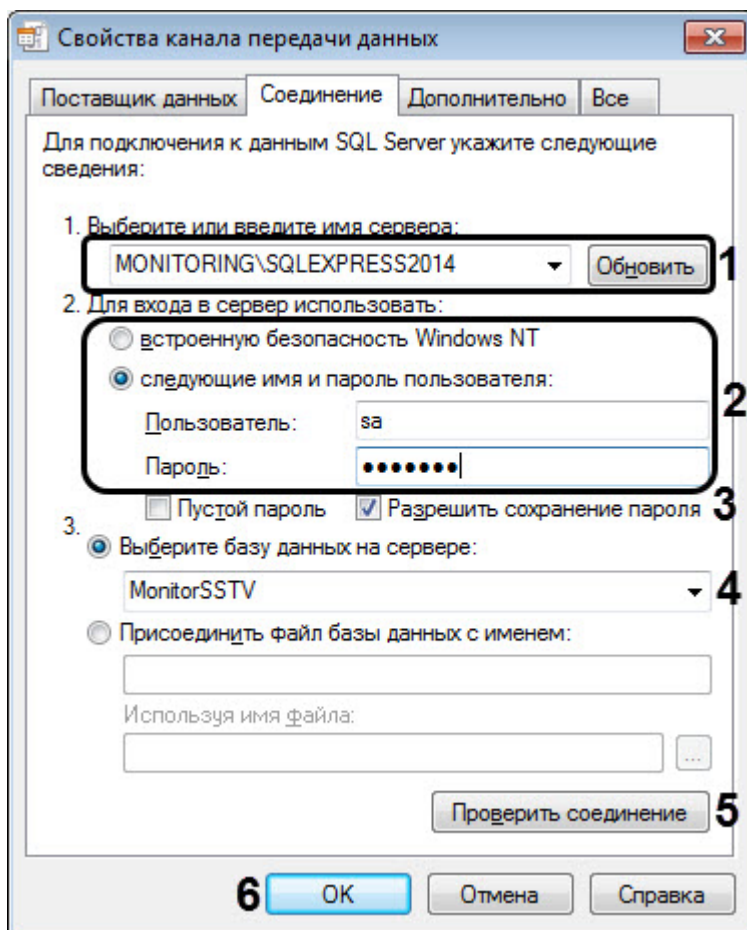 Свойства канала передачи данных
Поставщик данных Соединение Дополнительно Все
Для подключения к данным SQL Server укажите следующие
сведения:
1. Выберите или введите имя сервера:
MONITORING\SQLEXPRESS2014 Обновить 1
2. Для входа в сервер использовать:
встроенную безопасность Windows NT
следующие имя и пароль пользователя:
2
Пользователь: sa
Пароль: •••••••
Пустой пароль Разрешить сохранение пароля 3
3.
Выберите базу данных на сервере:
MonitorSSTV 4
Присоединить файл базы данных с именем:
Используя имя файла:
...
Проверить соединение 5
6 OK Отмена Справка